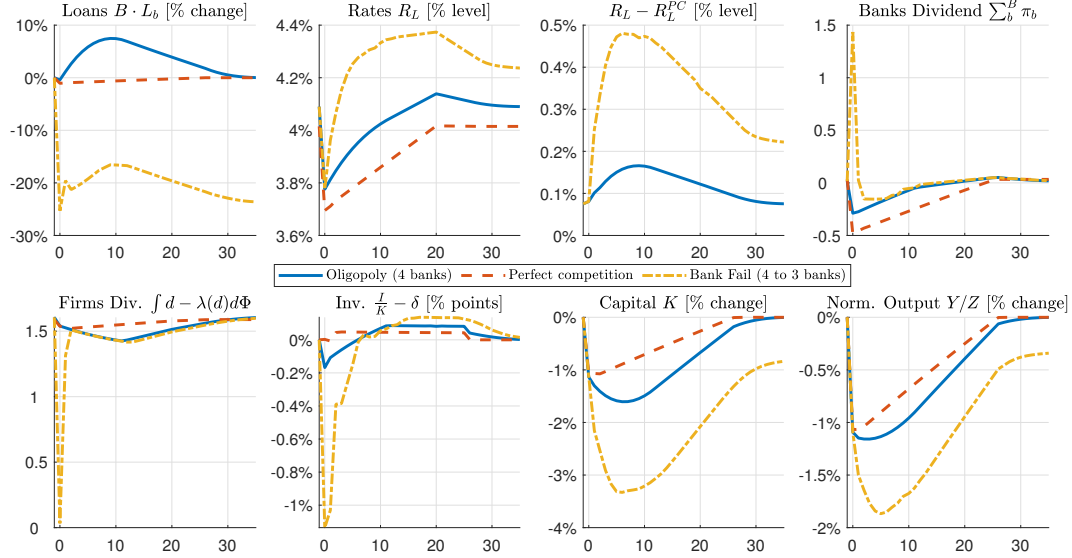 Loans B · L_b [% change]
10%
0%
-10%
-20%
-30%
0 10 20 30
Rates R_L [% level]
4.4%
4.2%
4%
3.8%
3.6%
0 10 20 30
R_L − R_L^{PC} [% level]
0.5%
0.4%
0.3%
0.2%
0.1%
0%
0 10 20 30
Banks Dividend ∑_b^B π_b
1.5
1
0.5
0
-0.5
0 10 20 30
Oligopoly (4 banks) Perfect competition Bank Fail (4 to 3 banks)
Firms Div. ∫ d − λ(d)dΦ
1.5
1
0.5
0
0 10 20 30
Inv. I/K − δ [% points]
0%
-0.2%
-0.4%
-0.6%
-0.8%
-1%
0 10 20 30
Capital K [% change]
0%
-1%
-2%
-3%
-4%
0 10 20 30
Norm. Output Y/Z [% change]
0%
-0.5%
-1%
-1.5%
-2%
0 10 20 30